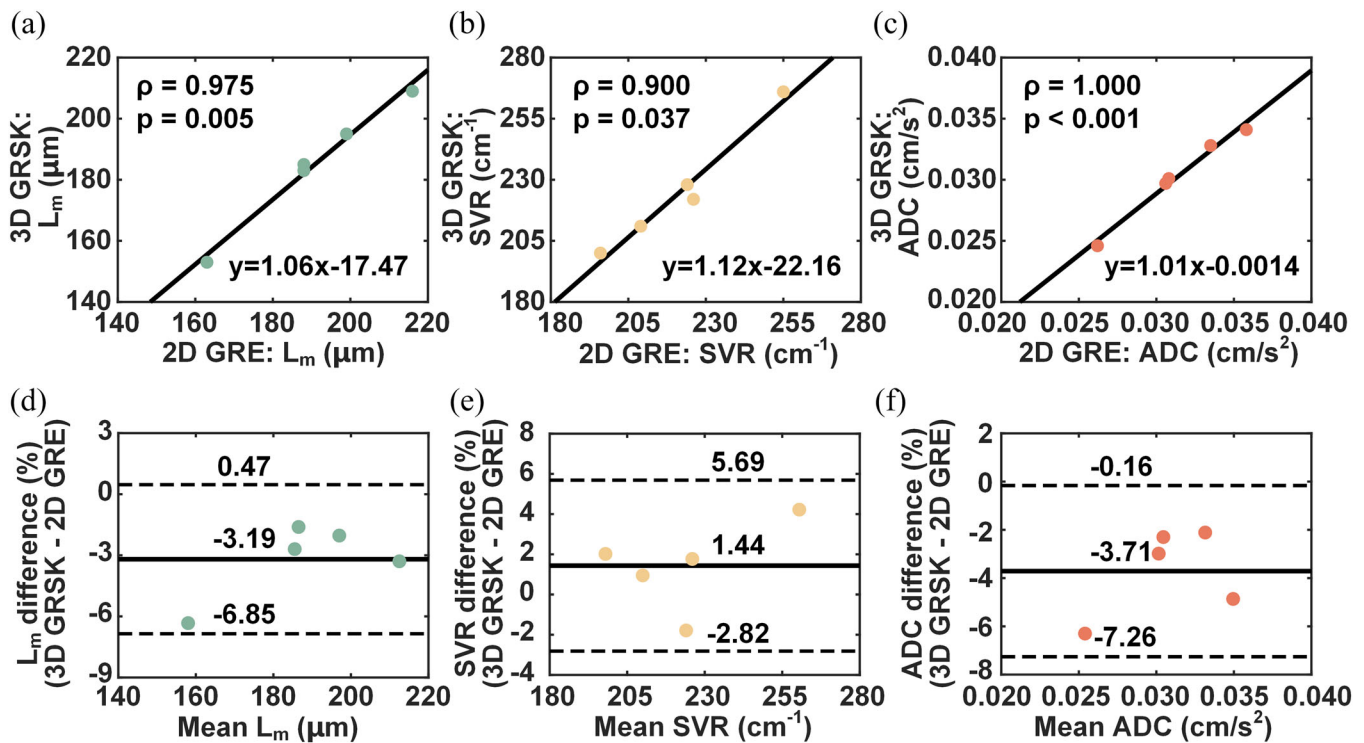 (a)
220
200
180
160
140
3D GRSK:
Lm (µm)
ρ = 0.975
p = 0.005
y=1.06x-17.47
140 160 180 200 220
2D GRE: Lm (µm)
(b)
280
255
230
205
180
3D GRSK:
SVR (cm-1)
ρ = 0.900
p = 0.037
y=1.12x-22.16
180 205 230 255 280
2D GRE: SVR (cm-1)
(c)
0.040
0.035
0.030
0.025
0.020
3D GRSK:
ADC (cm/s2)
ρ = 1.000
p < 0.001
y=1.01x-0.0014
0.020 0.025 0.030 0.035 0.040
2D GRE: ADC (cm/s2)
(d)
3
0
-3
-6
-9
Lm difference (%)
(3D GRSK - 2D GRE)
0.47
-3.19
-6.85
140 160 180 200 220
Mean Lm (µm)
(e)
8
6
4
2
0
-2
-4
SVR difference (%)
(3D GRSK - 2D GRE)
5.69
1.44
-2.82
180 205 230 255 280
Mean SVR (cm-1)
(f)
2
0
-2
-4
-6
-8
ADC difference (%)
(3D GRSK - 2D GRE)
-0.16
-3.71
-7.26
0.020 0.025 0.030 0.035 0.040
Mean ADC (cm/s2)